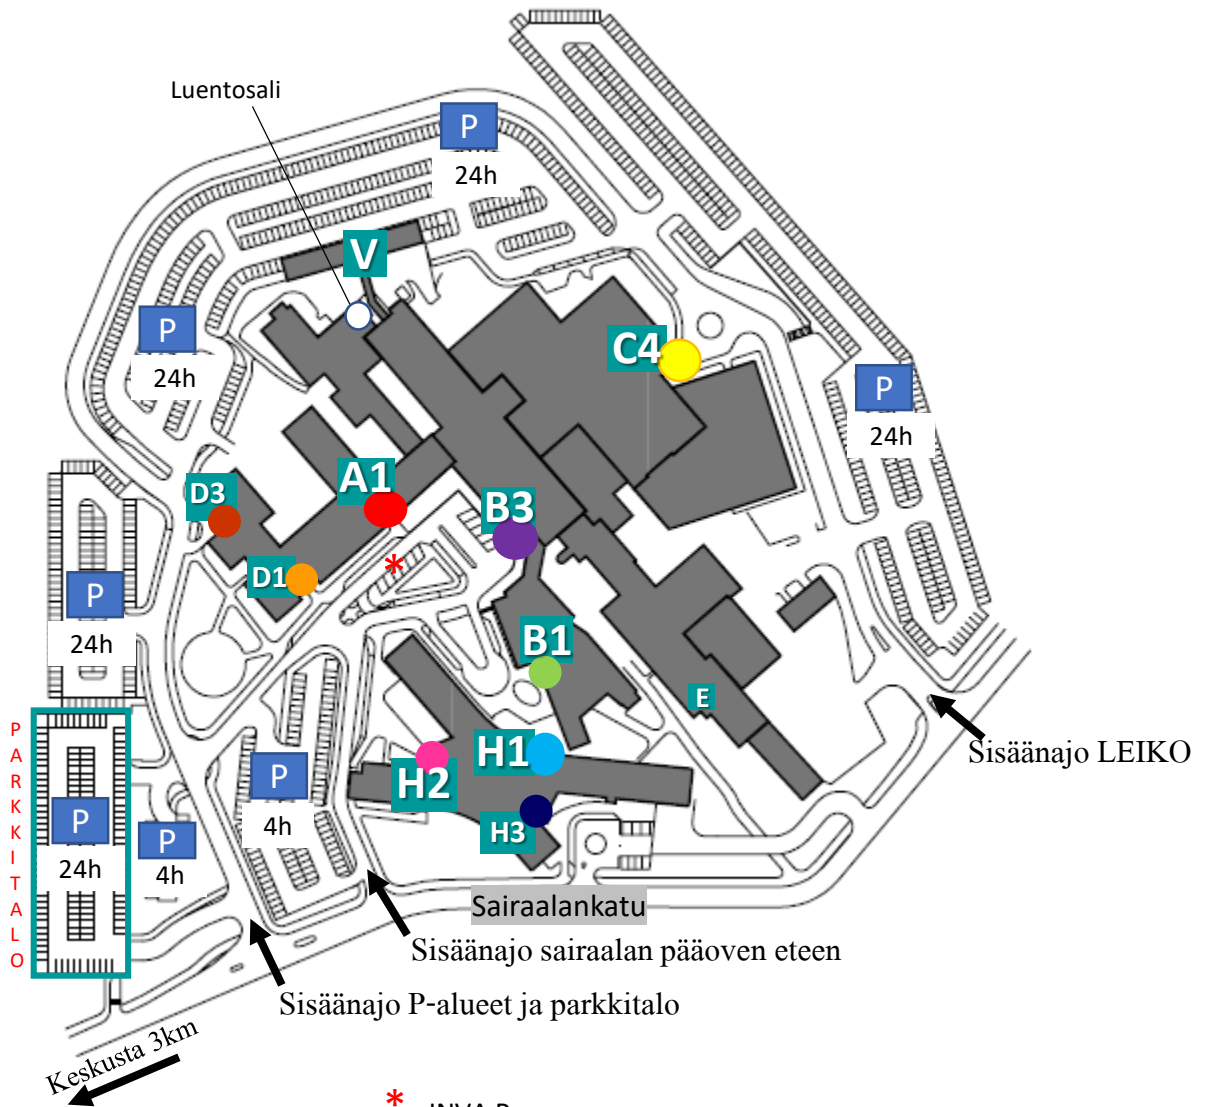 Luentosali
P
24h
V
P
24h
C4
P
24h
A1
D3
B3
D1
P
24h
B1
E
Sisäänajo LEIKO
PARKKITALO
H1
H2
P
4h
P
24h
P
4h
H3
Sairaalankatu
Sisäänajo sairaalan pääoven eteen
Sisäänajo P-alueet ja parkkitalo
Keskusta 3km
*
*